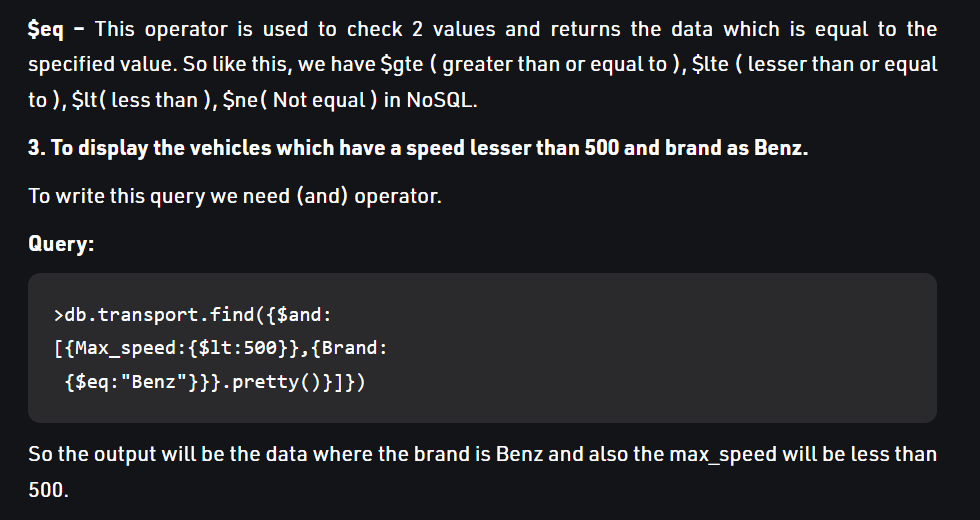 $eq – This operator is used to check 2 values and returns the data which is equal to the
specified value. So like this, we have $gte ( greater than or equal to ), $lte ( lesser than or equal
to ), $lt( less than ), $ne( Not equal ) in NoSQL.
3. To display the vehicles which have a speed lesser than 500 and brand as Benz.
To write this query we need (and) operator.
Query:
>db.transport.find({$and:
[{Max_speed:{$lt:500}},{Brand:
{$eq:"Benz"}}}.pretty()}]})
So the output will be the data where the brand is Benz and also the max_speed will be less than
500.